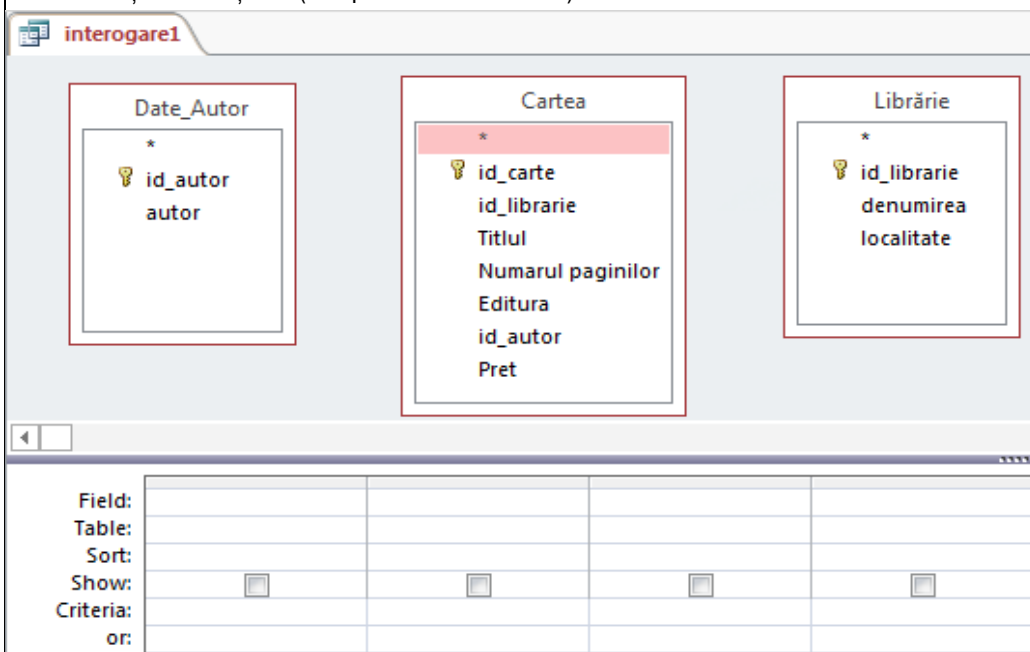 interogare1
Date_Autor
*
id_autor
autor
Cartea
*
id_carte
id_librarie
Titlul
Numarul paginilor
Editura
id_autor
Pret
Librărie
*
id_librarie
denumirea
localitate
Field:
Table:
Sort:
Show:
Criteria:
or: